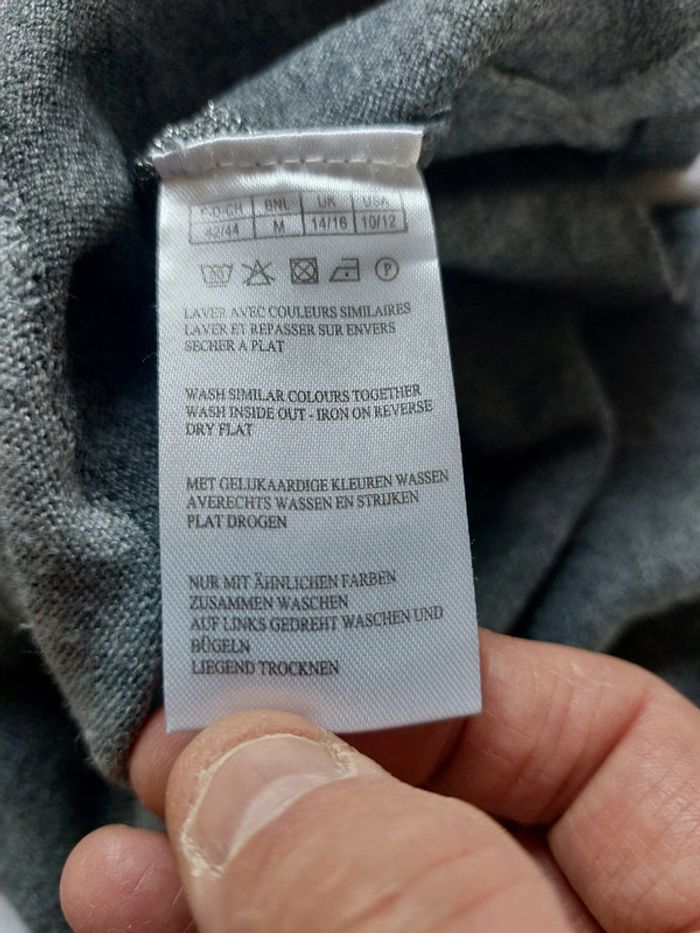 F-D-CH BNL UK USA
42/44 M 14/16 10/12
P
LAVER AVEC COULEURS SIMILAIRES
LAVER ET REPASSER SUR ENVERS
SECHER A PLAT
WASH SIMILAR COLOURS TOGETHER
WASH INSIDE OUT - IRON ON REVERSE
DRY FLAT
MET GELIJKAARDIGE KLEUREN WASSEN
AVERECHTS WASSEN EN STRIJKEN
PLAT DROGEN
NUR MIT ÄHNLICHEN FARBEN
ZUSAMMEN WASCHEN
AUF LINKS GEDREHT WASCHEN UND
BÜGELN
LIEGEND TROCKNEN